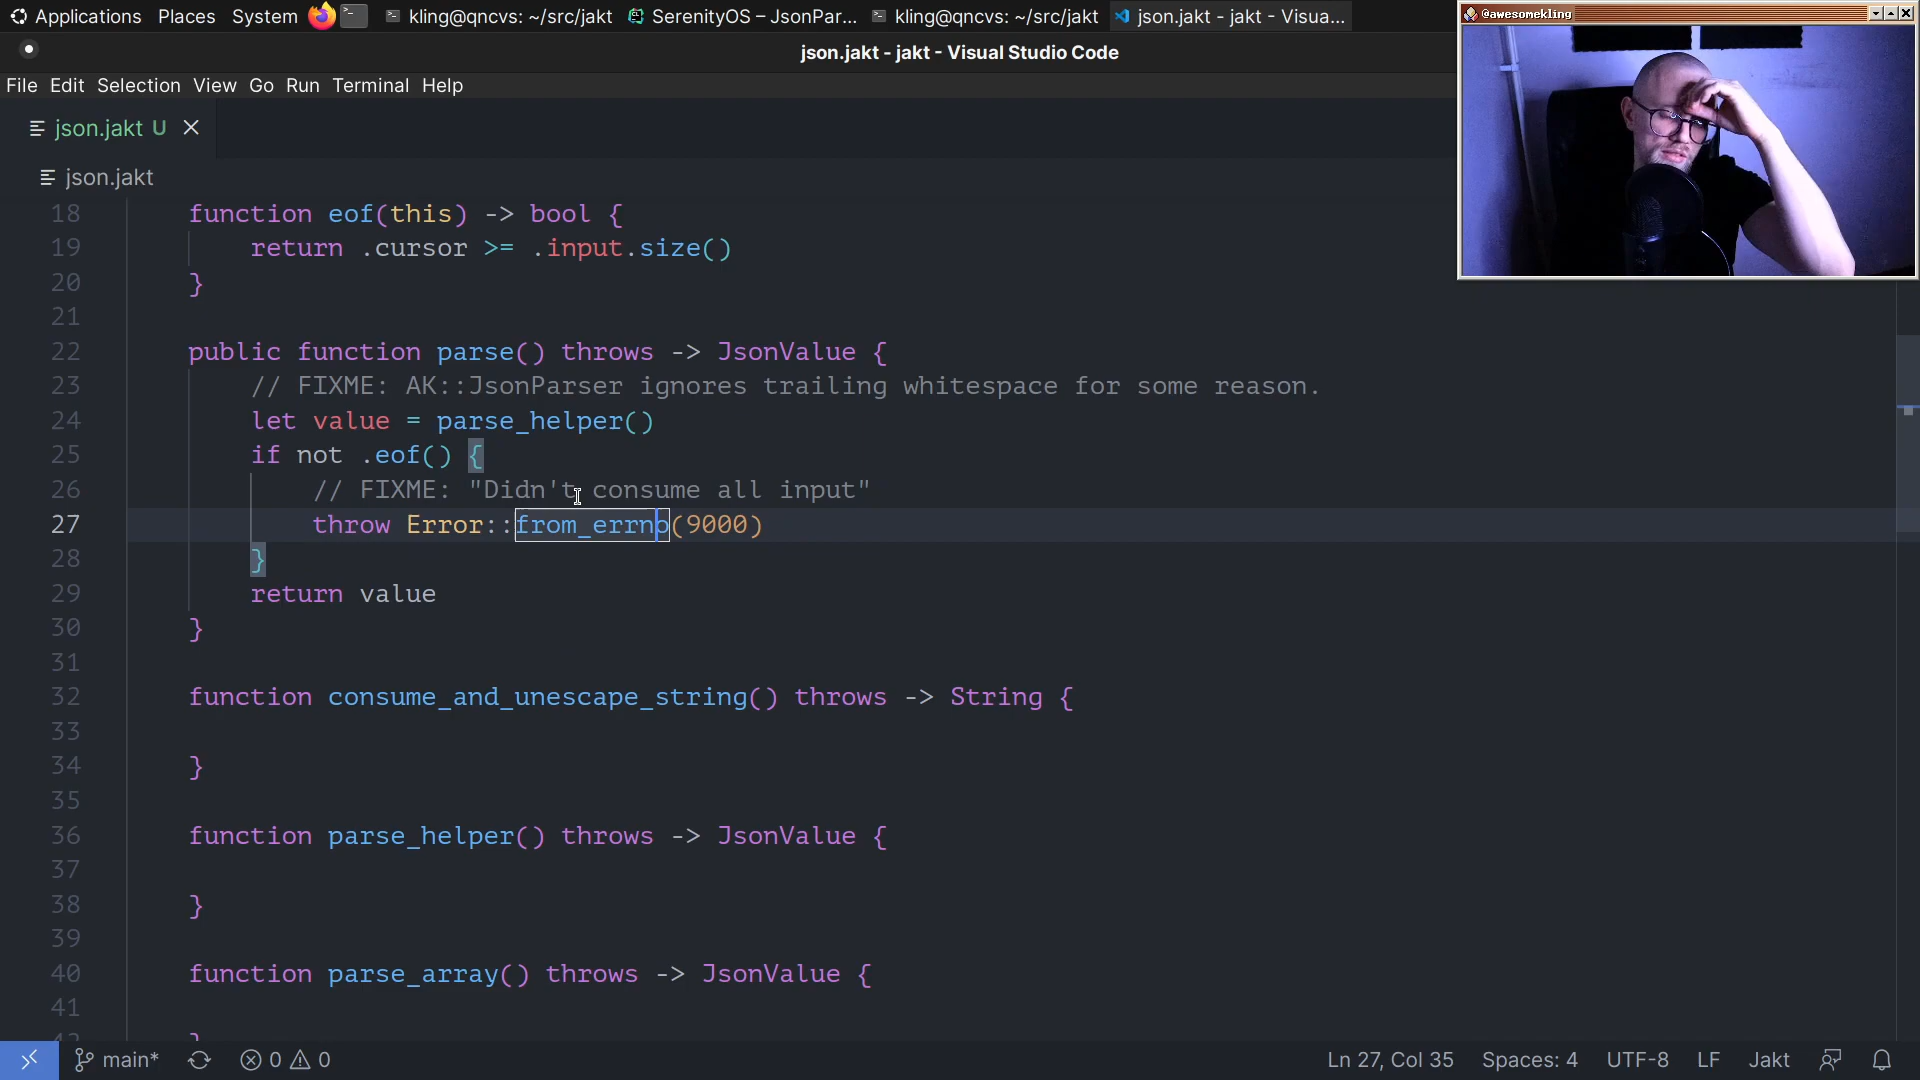 Applications Places System kling@qncvs: ~/src/jakt SerenityOS – JsonPar... kling@qncvs: ~/src/jakt json.jakt - jakt - Visua...
@awesomekling
json.jakt - jakt - Visual Studio Code
File Edit Selection View Go Run Terminal Help
json.jakt U
json.jakt
18 function eof(this) -> bool {
19 return .cursor >= .input.size()
20 }
21
22 public function parse() throws -> JsonValue {
23 // FIXME: AK::JsonParser ignores trailing whitespace for some reason.
24 let value = parse_helper()
25 if not .eof() {
26 // FIXME: "Didn't consume all input"
27 throw Error::from_errno(9000)
28 }
29 return value
30 }
31
32 function consume_and_unescape_string() throws -> String {
33
34 }
35
36 function parse_helper() throws -> JsonValue {
37
38 }
39
40 function parse_array() throws -> JsonValue {
41
42 }
main* 0 0 Ln 27, Col 35 Spaces: 4 UTF-8 LF Jakt